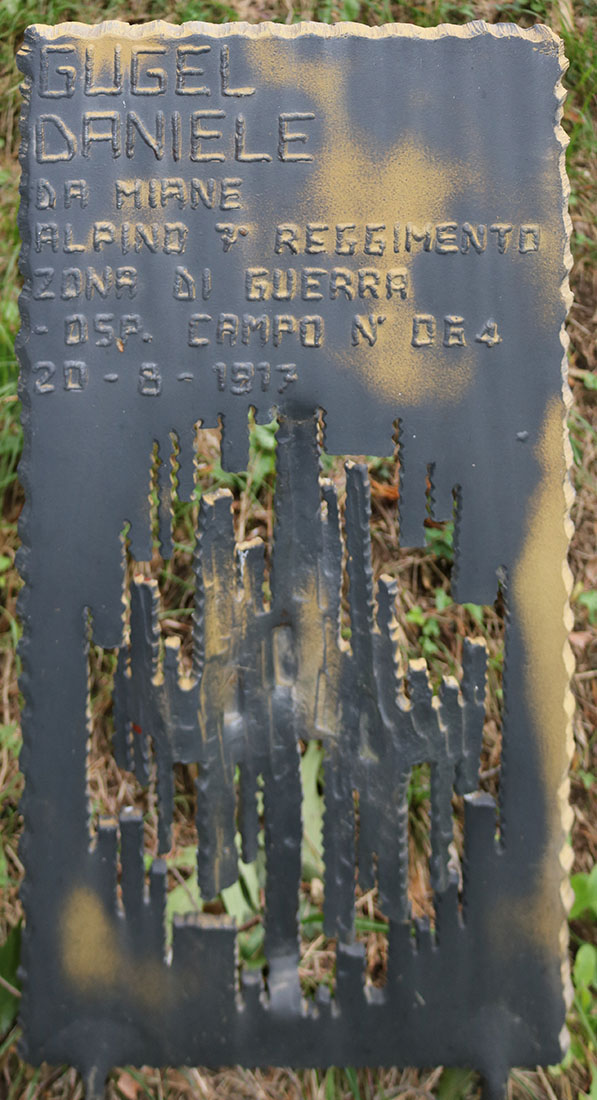 GUGEL
DANIELE
DA MIANE
ALPINO 7° REGGIMENTO
ZONA DI GUERRA
- OSP. CAMPO N° 064
20 - 8 - 1917